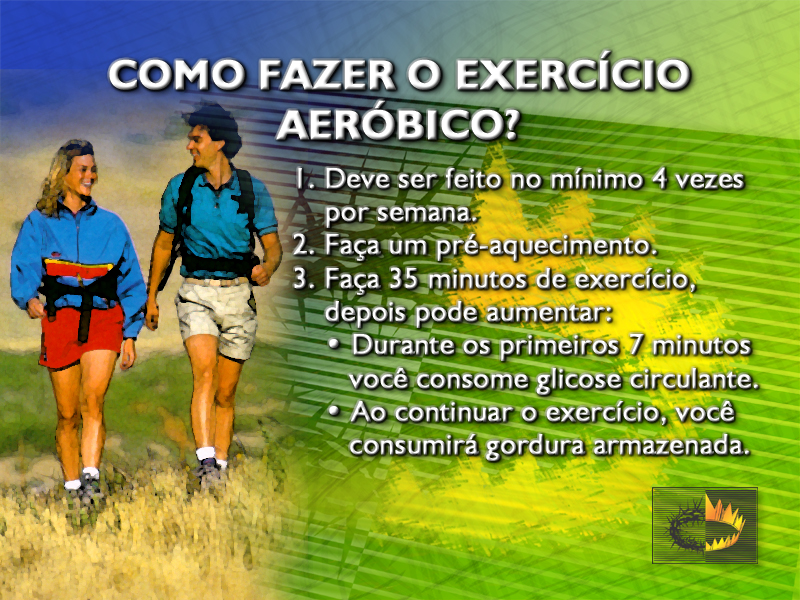 COMO FAZER O EXERCÍCIO
AERÓBICO?
1. Deve ser feito no mínimo 4 vezes
por semana.
2. Faça um pré-aquecimento.
3. Faça 35 minutos de exercício,
depois pode aumentar:
• Durante os primeiros 7 minutos
você consome glicose circulante.
• Ao continuar o exercício, você
consumirá gordura armazenada.